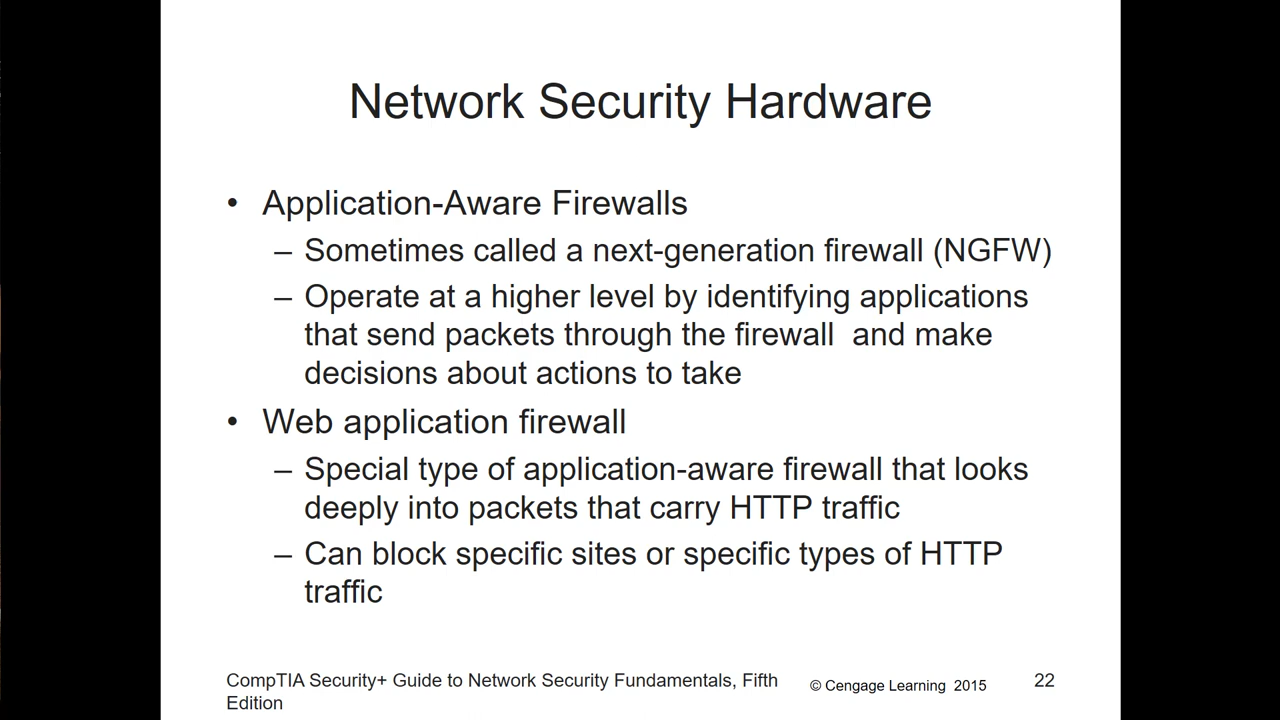 Network Security Hardware
• Application-Aware Firewalls
– Sometimes called a next-generation firewall (NGFW)
– Operate at a higher level by identifying applications
that send packets through the firewall  and make
decisions about actions to take
• Web application firewall
– Special type of application-aware firewall that looks
deeply into packets that carry HTTP traffic
– Can block specific sites or specific types of HTTP
traffic
CompTIA Security+ Guide to Network Security Fundamentals, Fifth
Edition
© Cengage Learning  2015
22